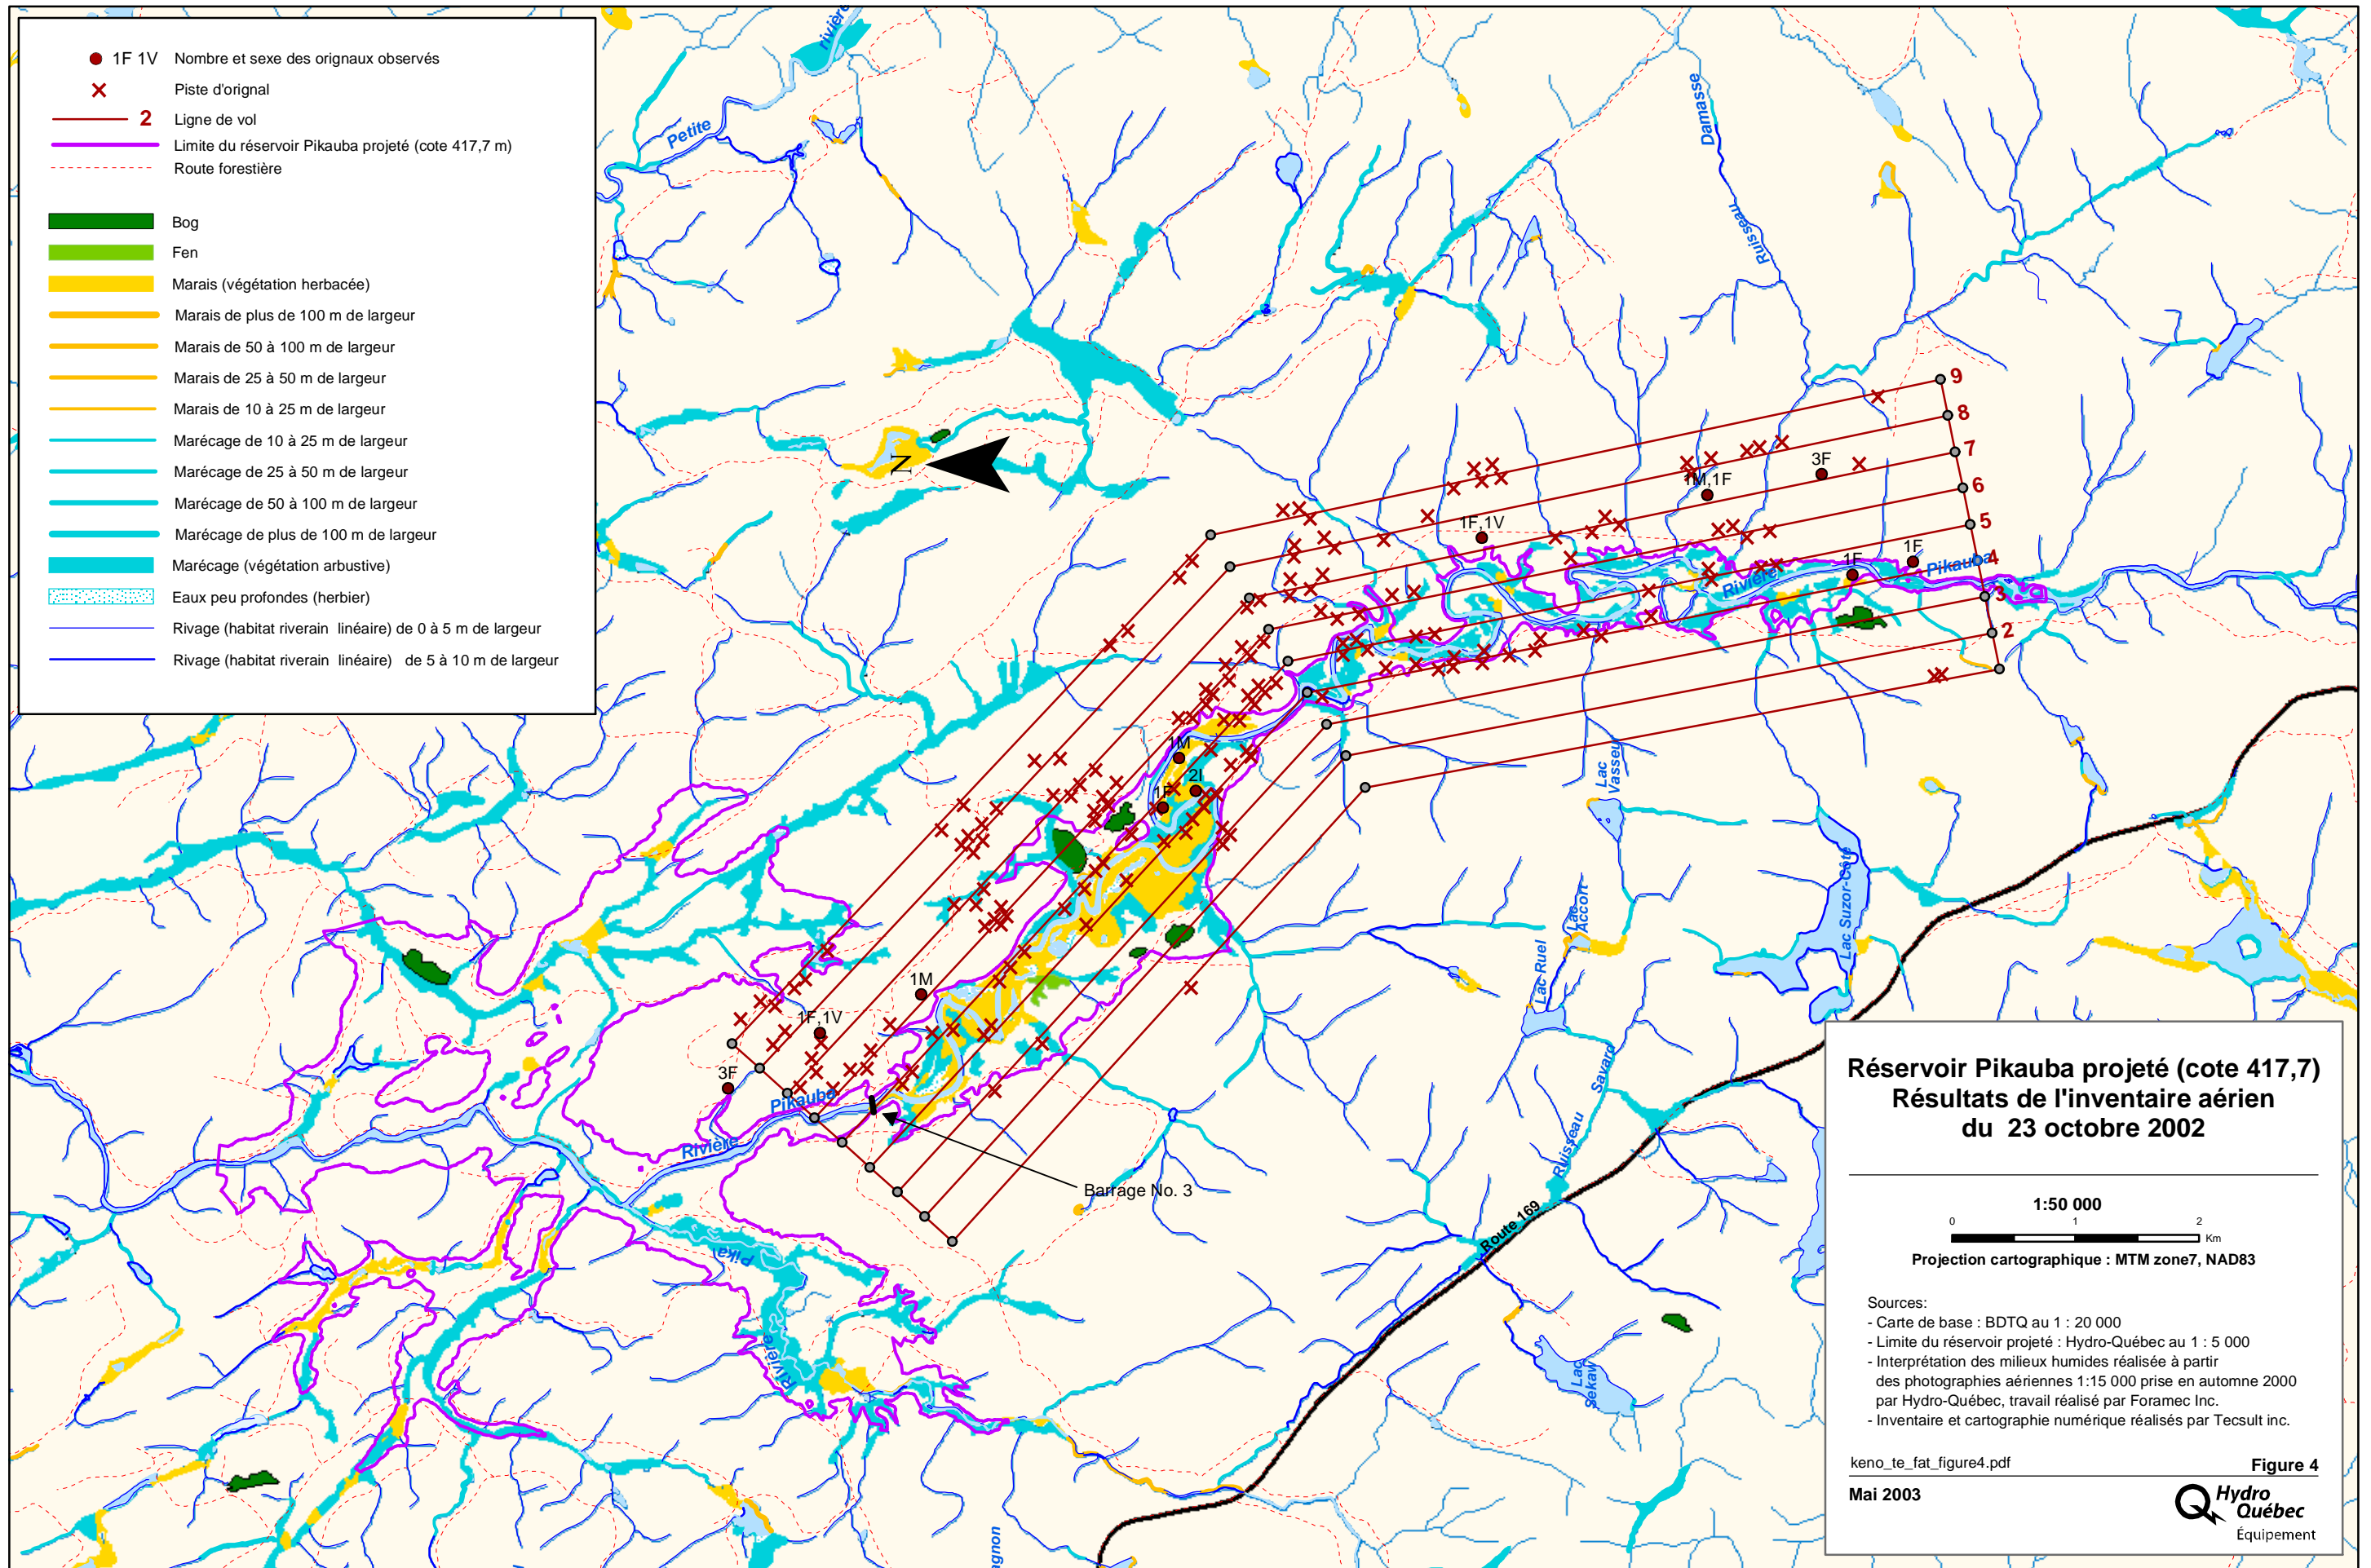 1F 1V Nombre et sexe des orignaux observés
Piste d'orignal
2 Ligne de vol
Limite du réservoir Pikauba projeté (cote 417,7 m)
Route forestière
Bog
Fen
Marais (végétation herbacée)
Marais de plus de 100 m de largeur
Marais de 50 à 100 m de largeur
Marais de 25 à 50 m de largeur
Marais de 10 à 25 m de largeur
Marécage de 10 à 25 m de largeur
Marécage de 25 à 50 m de largeur
Marécage de 50 à 100 m de largeur
Marécage de plus de 100 m de largeur
Marécage (végétation arbustive)
Eaux peu profondes (herbier)
Rivage (habitat riverain linéaire) de 0 à 5 m de largeur
Rivage (habitat riverain linéaire) de 5 à 10 m de largeur
rivière
Petite
Damasse
Ruisseau
N
9
8
7
6
5
4
3
2
3F
1M,1F
1F,1V
1F
1F
Pikauba
Rivière
1M
2I
1F
Lac
Vasseu
Lac
Accort
Lac Suzor-Côté
Lac Ruel
1M
1F,1V
3F
Pikauba
Rivière
Barrage No. 3
Savard
Ruisseau
Route 169
Pika
Rivière
Lac
Sekaw
gnon
Réservoir Pikauba projeté (cote 417,7)
Résultats de l'inventaire aérien
du 23 octobre 2002
1:50 000
0 1 2
Km
Projection cartographique : MTM zone7, NAD83
Sources:
- Carte de base : BDTQ au 1 : 20 000
- Limite du réservoir projeté : Hydro-Québec au 1 : 5 000
- Interprétation des milieux humides réalisée à partir
des photographies aériennes 1:15 000 prise en automne 2000
par Hydro-Québec, travail réalisé par Foramec Inc.
- Inventaire et cartographie numérique réalisés par Tecsult inc.
keno_te_fat_figure4.pdf
Figure 4
Mai 2003
Hydro
Québec
Équipement